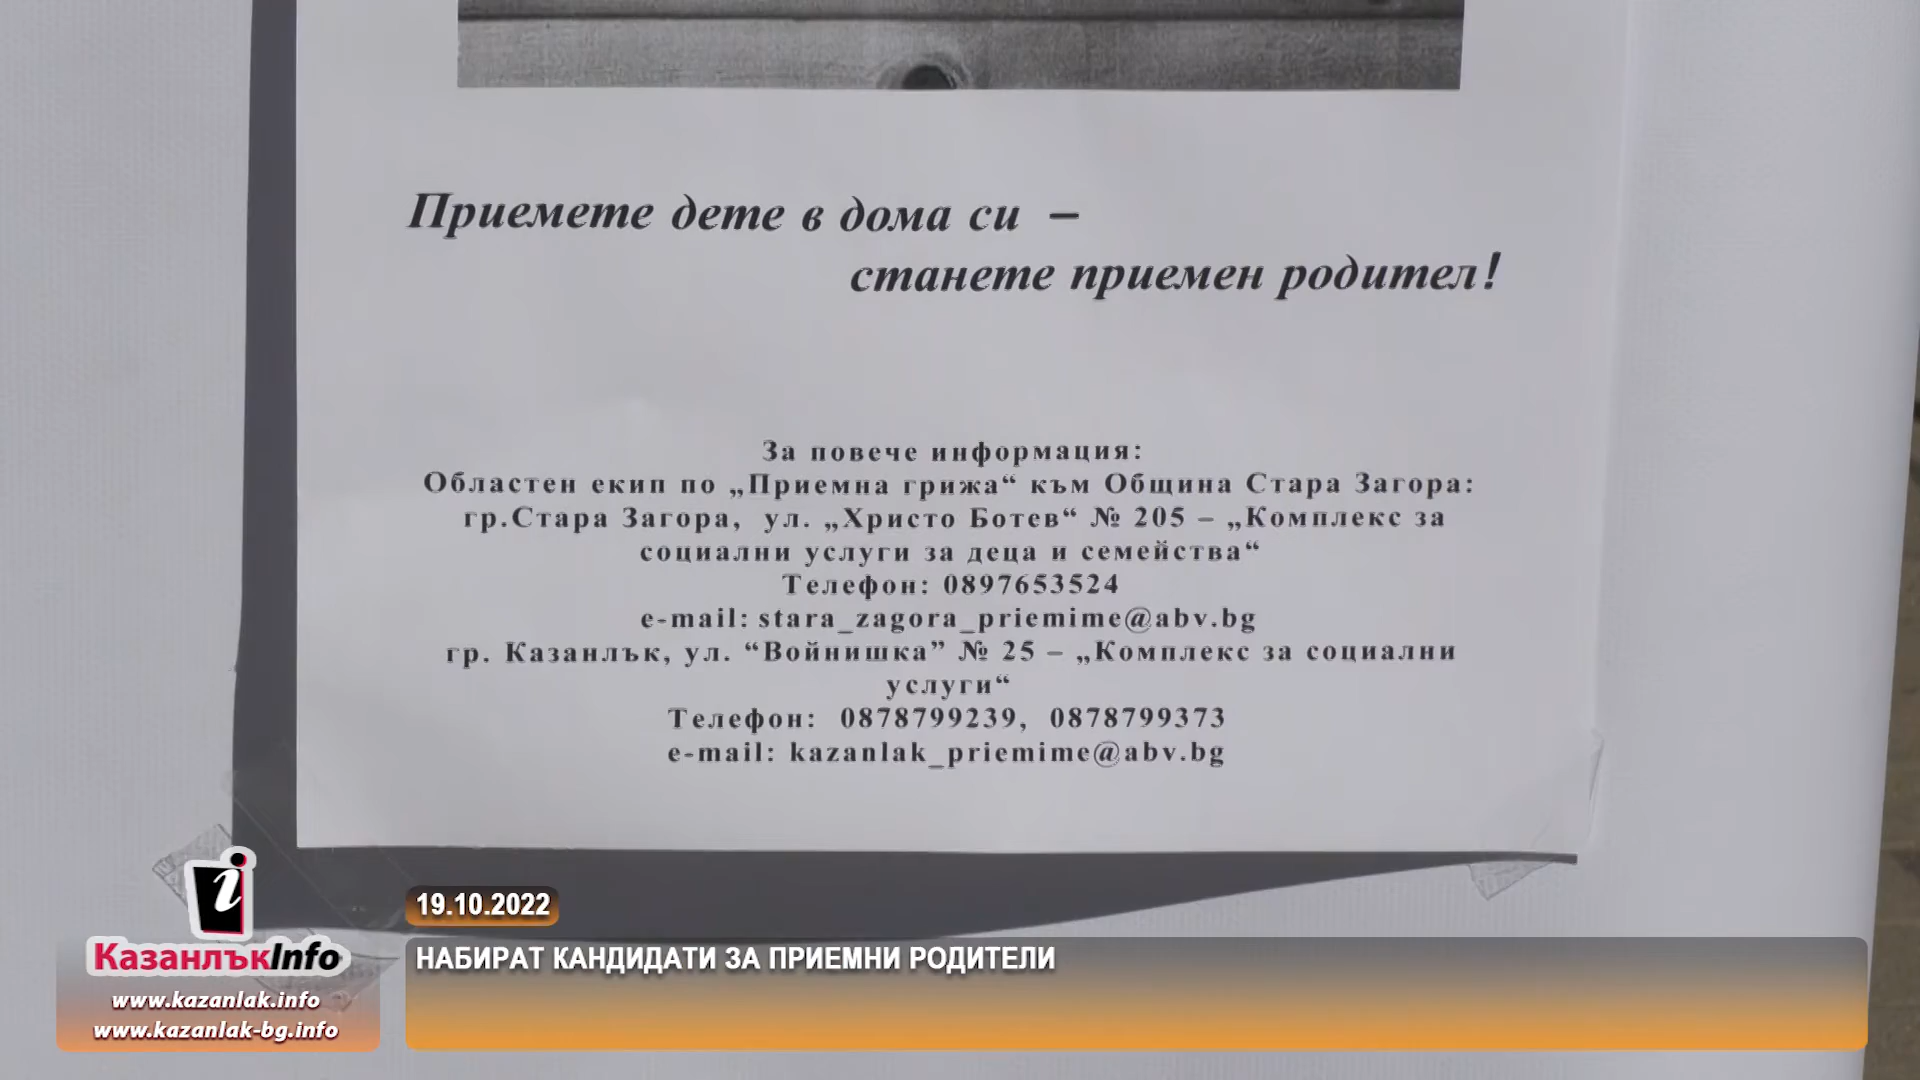 Приемете дете в дома си –
станете приемен родител!
За повече информация:
Областен екип по „Приемна грижа“ към Община Стара Загора:
гр.Стара Загора, ул. „Христо Ботев“ № 205 – „Комплекс за
социални услуги за деца и семейства“
Телефон: 0897653524
e-mail: stara_zagora_priemime@abv.bg
гр. Казанлък, ул. “Войнишка” № 25 – „Комплекс за социални
услуги“
Телефон: 0878799239, 0878799373
e-mail: kazanlak_priemime@abv.bg
i
КазанлъкInfo
www.kazanlak.info
www.kazanlak-bg.info
19.10.2022
НАБИРАТ КАНДИДАТИ ЗА ПРИЕМНИ РОДИТЕЛИ